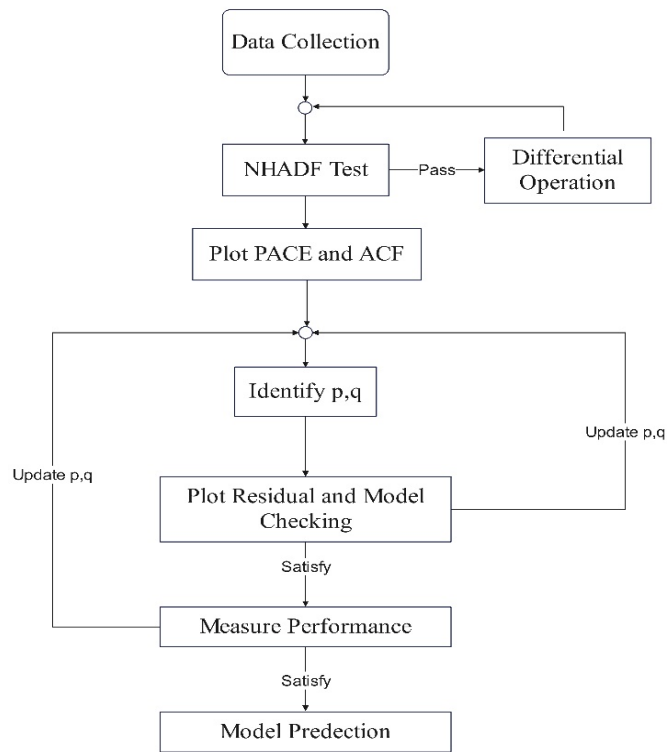 Data Collection
NHADF Test
Pass
Differential
Operation
Plot PACE and ACF
Identify p,q
Update p,q
Update p,q
Plot Residual and Model
Checking
Satisfy
Measure Performance
Satisfy
Model Predection